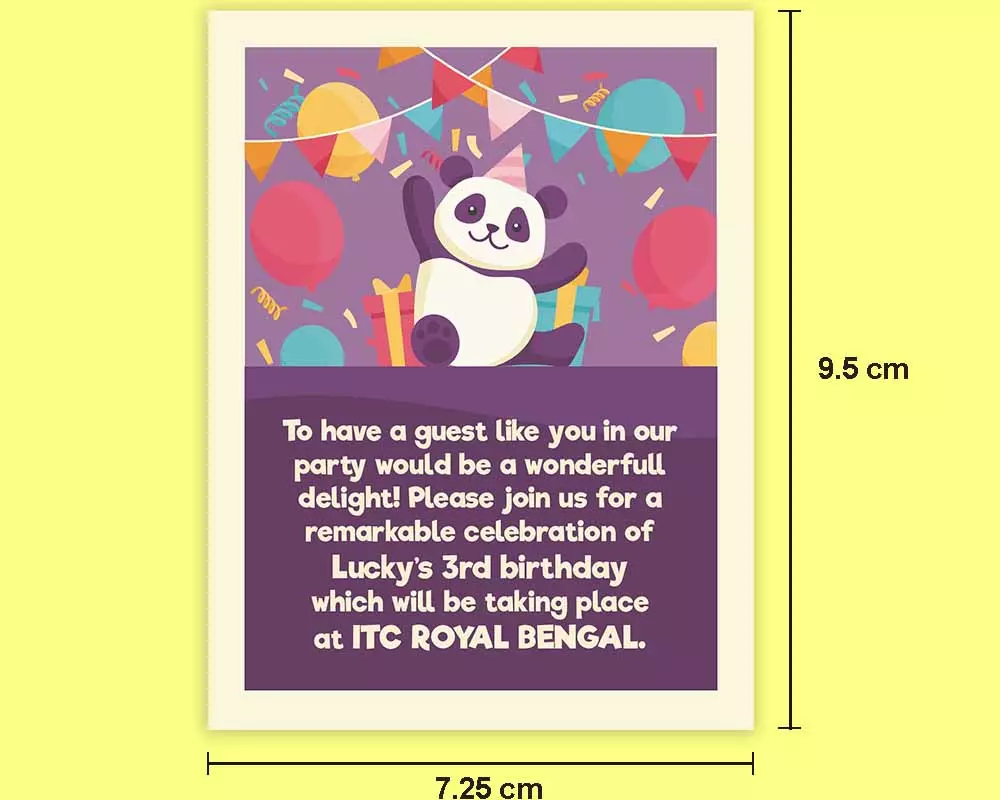 To have a guest like you in our
party would be a wonderfull
delight! Please join us for a
remarkable celebration of
Lucky's 3rd birthday
which will be taking place
at ITC ROYAL BENGAL.
9.5 cm
7.25 cm